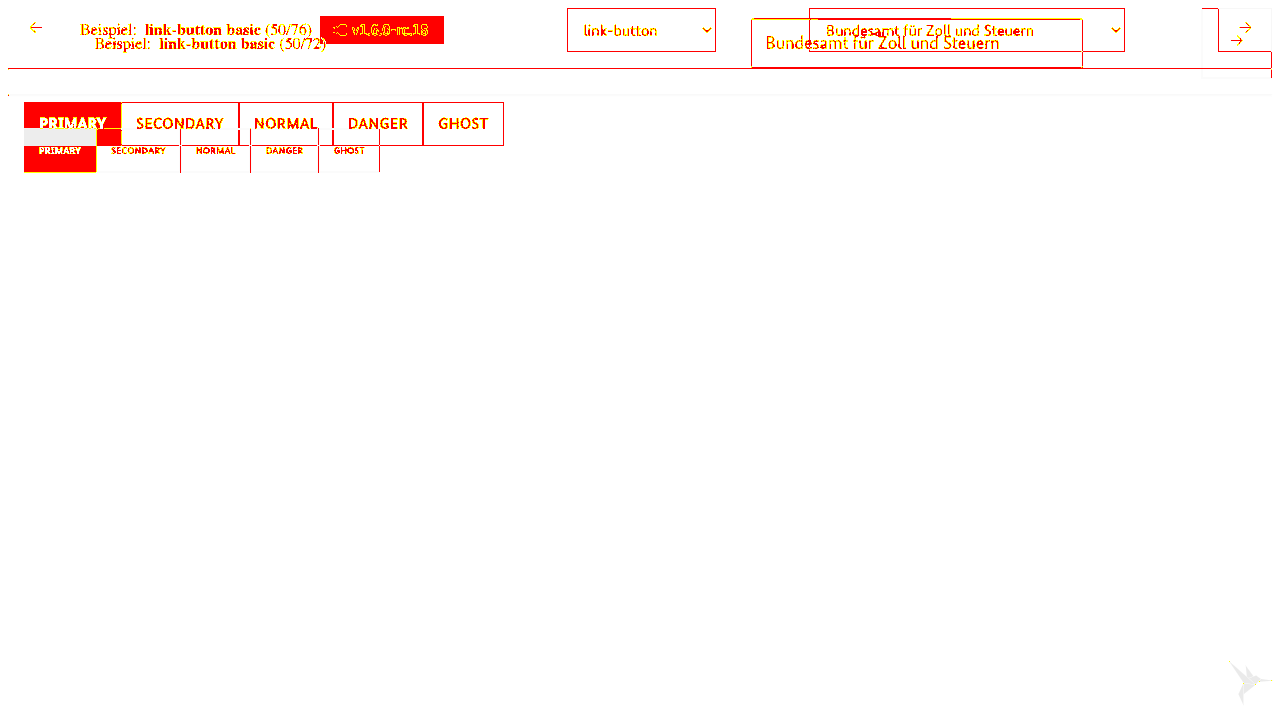 Beispiel: link-button basic (50/76) v1.6.0-rc.18 link-button Bundesamt für Zoll und Steuern
Beispiel: link-button basic (50/72) Bundesamt für Zoll und Steuern
PRIMARY SECONDARY NORMAL DANGER GHOST
PRIMARY SECONDARY NORMAL DANGER GHOST